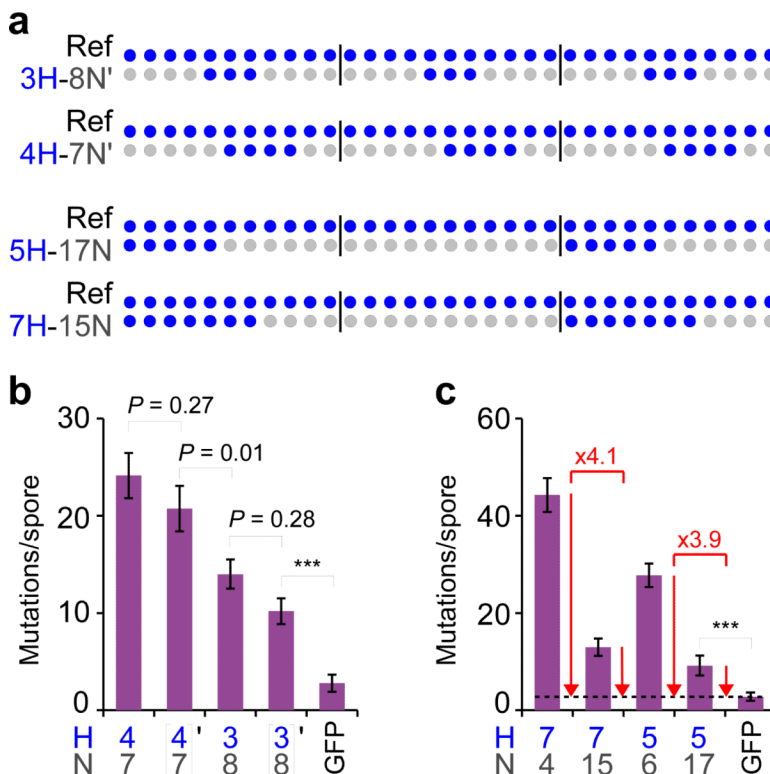 a
Ref
3H-8N'
Ref
4H-7N'
Ref
5H-17N
Ref
7H-15N
b
Mutations/spore
30
20
10
0
P = 0.27
P = 0.01
P = 0.28
***
H 4 4' 3 3' GFP
N 7 7 8 8
c
Mutations/spore
60
40
20
0
x4.1
x3.9
***
H 7 7 5 5 GFP
N 4 15 6 17